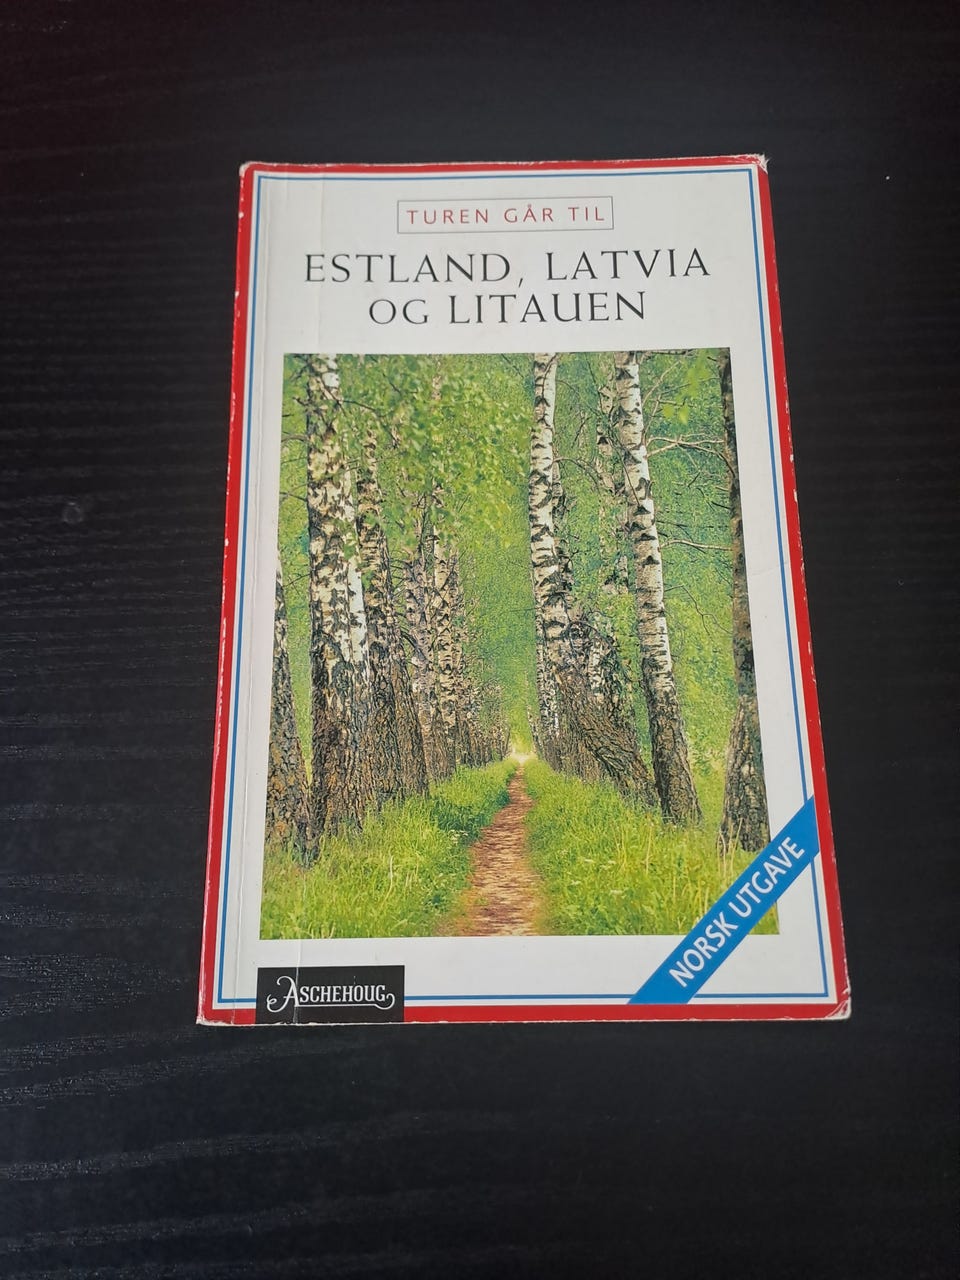 TUREN GÅR TIL
ESTLAND, LATVIA
OG LITAUEN
NORSK UTGAVE
ASCHEHOUG